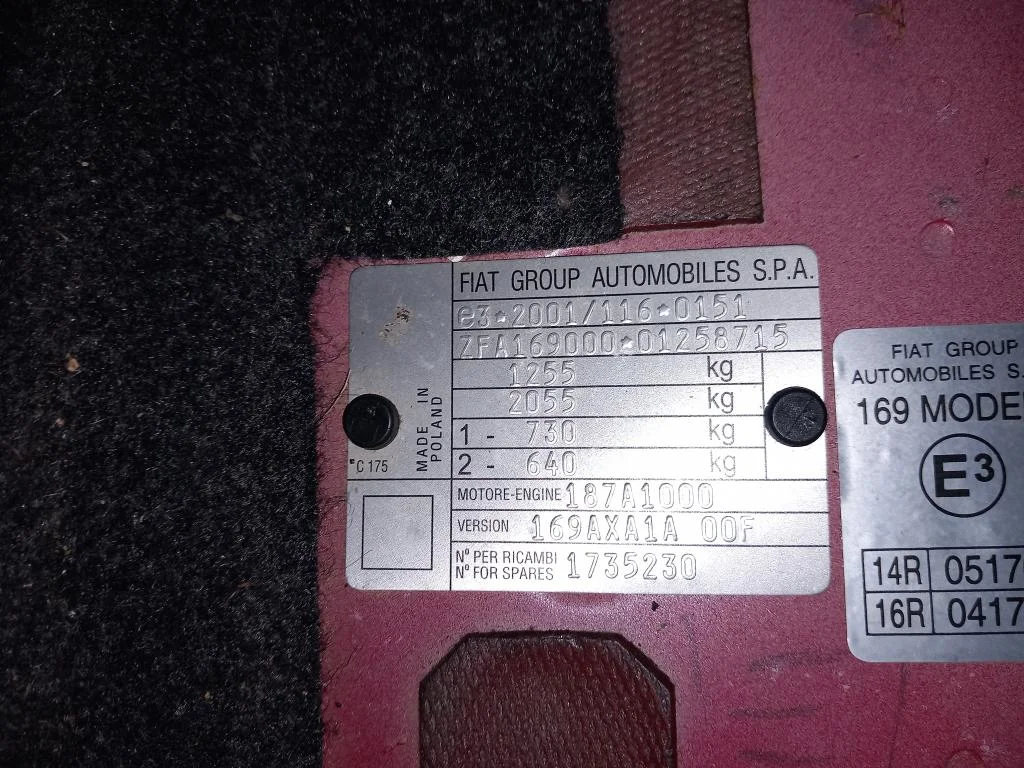 FIAT GROUP AUTOMOBILES S.P.A.
e3*2001/116*0151
ZFA169000*01258715
1255 kg
2055 kg
1 - 730 kg
2 - 640 kg
MADE IN
POLAND
C 175
MOTORE-ENGINE 187A1000
VERSION 169AXA1A 00F
Nº PER RICAMBI
Nº FOR SPARES 1735230
FIAT GROUP
AUTOMOBILES S.
169 MODE
E3
14R 0517
16R 0417